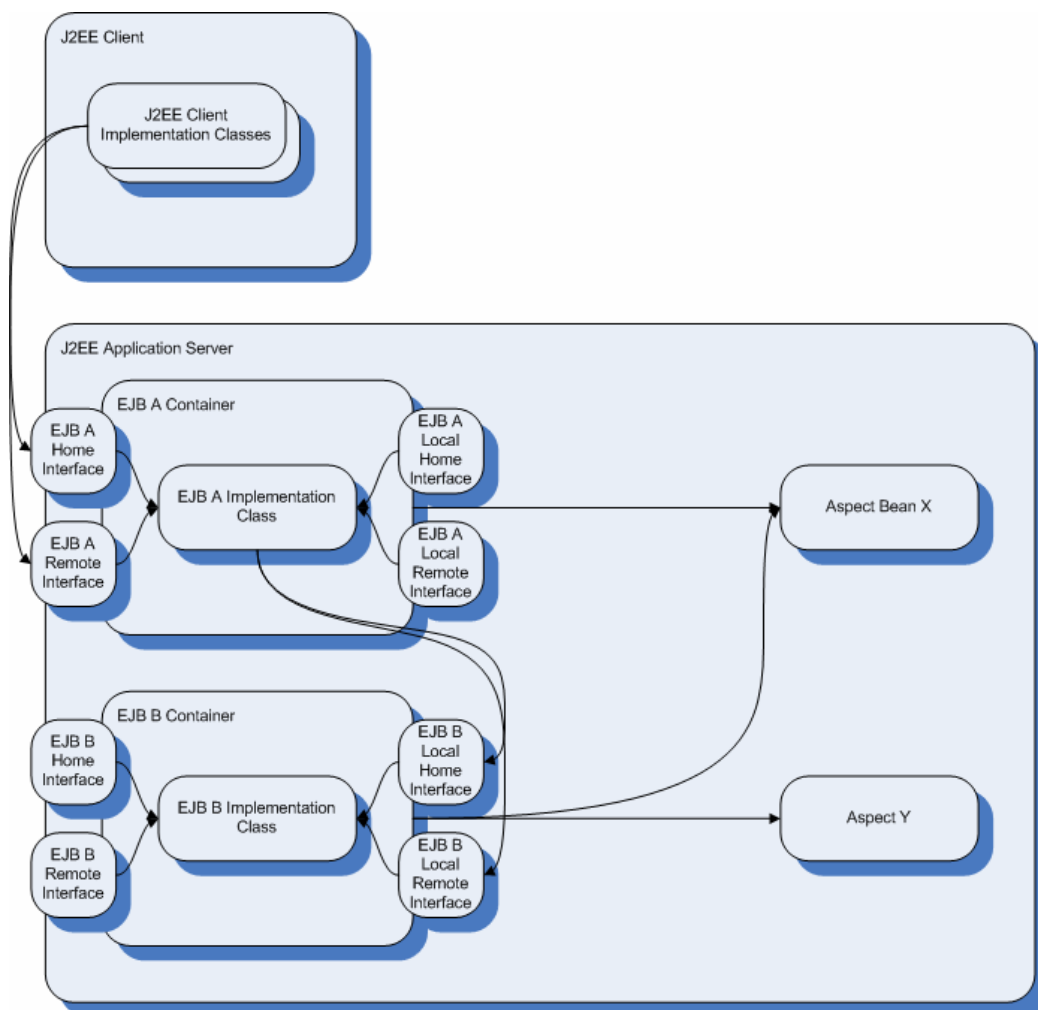 J2EE Client
J2EE Client
Implementation Classes
J2EE Application Server
EJB A Container
EJB A
Home
Interface
EJB A
Local
Home
Interface
EJB A Implementation
Class
Aspect Bean X
EJB A
Remote
Interface
EJB A
Local
Remote
Interface
EJB B Container
EJB B
Home
Interface
EJB B
Local
Home
Interface
EJB B Implementation
Class
Aspect Y
EJB B
Remote
Interface
EJB B
Local
Remote
Interface